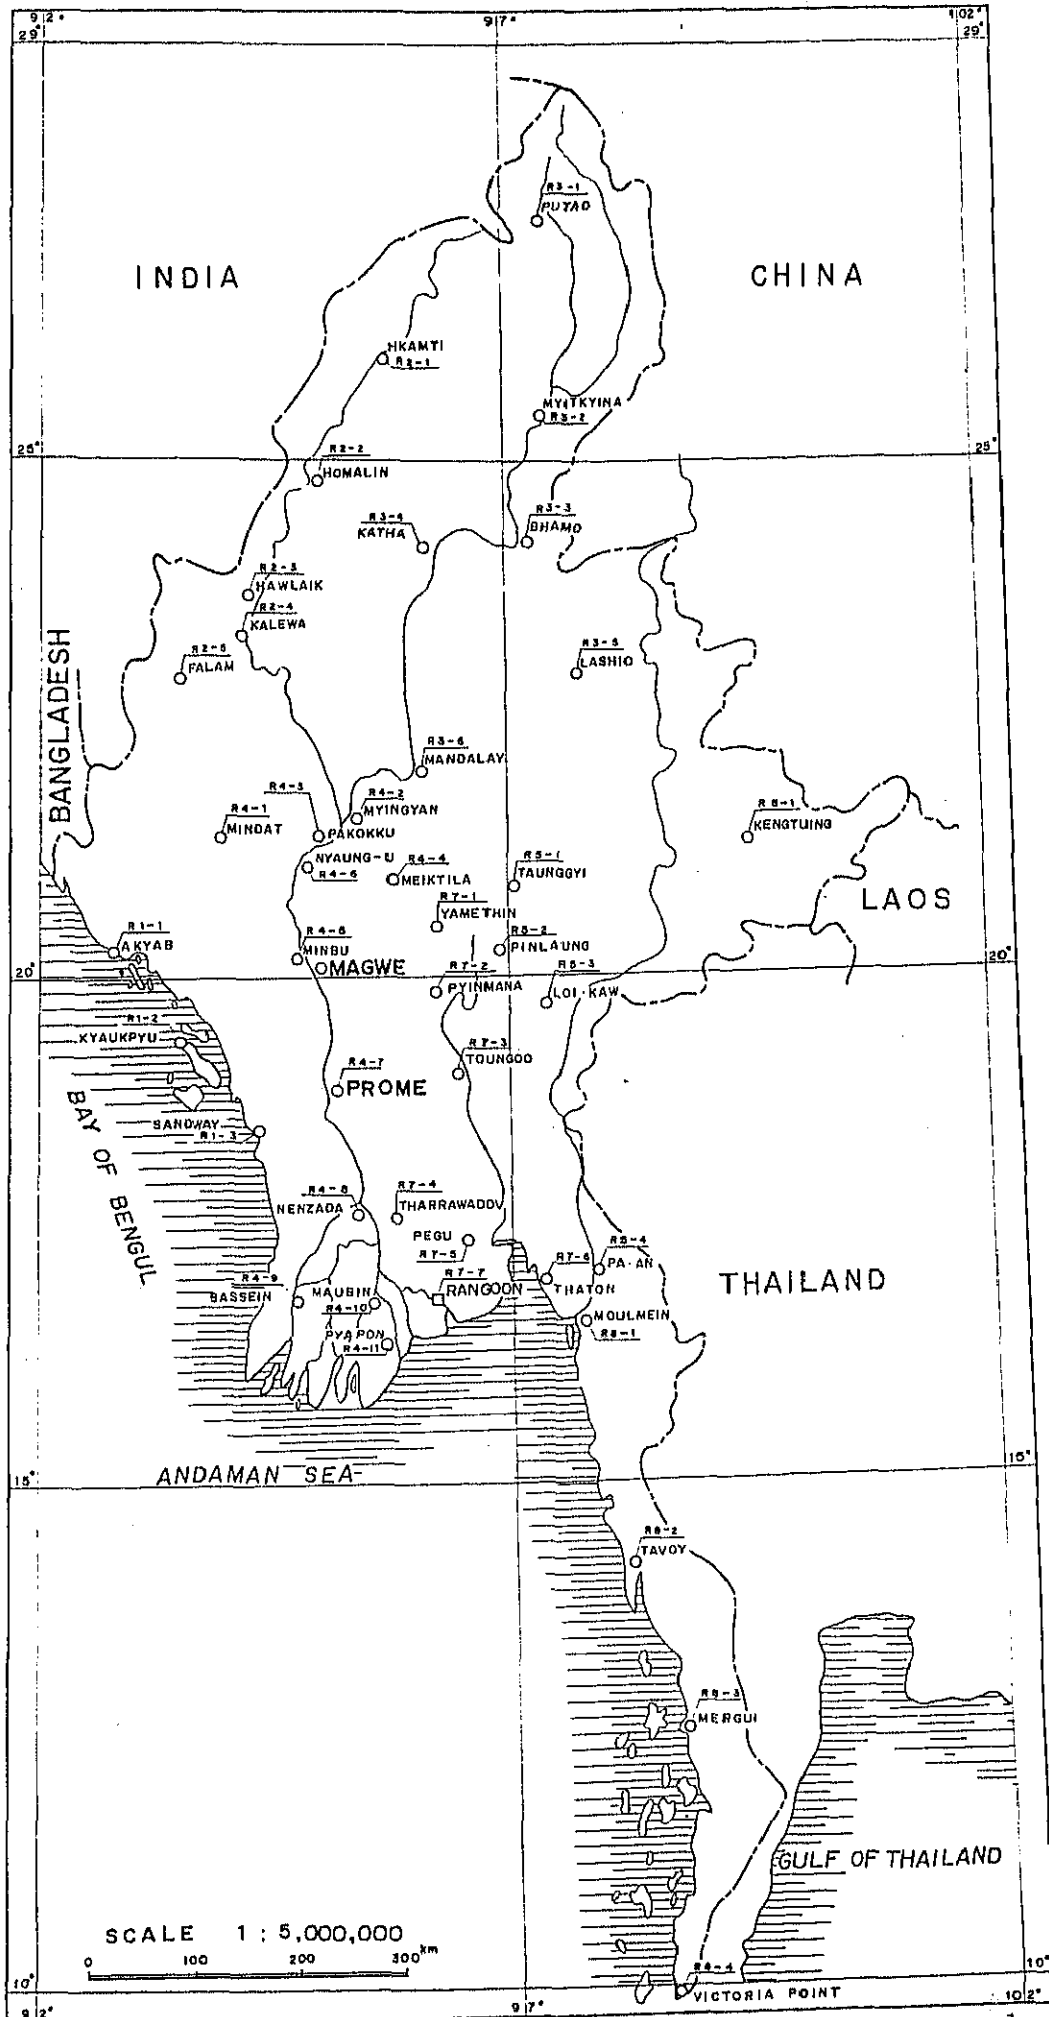 92° 97° 102°
29° 29°
R3-1
PUTAO
INDIA
CHINA
HKAMTI
R2-1
MYITKYINA
R3-2
25° 25°
R2-2
HOMALIN
R3-4
KATHA
R3-3
BHAMO
R2-3
HAWLAIK
R2-4
KALEWA
R2-5
FALAM
R3-5
LASHIO
BANGLADESH
R3-6
MANDALAY
R4-3
PAKOKKU
R4-2
MYINGYAN
R4-1
MINDAT
R5-1
KENGTUING
NYAUNG-U
R4-6
R4-4
MEIKTILA
R5-1
TAUNGGYI
LAOS
R7-1
YAMETHIN
R1-1
AKYAB
R4-5
MINBU
R5-2
PINLAUNG
MAGWE
20° 20°
R7-2
PYINMANA
R5-3
LOI-KAW
R1-2
KYAUKPYU
R7-3
TOUNGOO
R4-7
PROME
BAY OF BENGUL
SANDWAY
R1-3
R4-8
NENZADA
R7-4
THARRAWADDV
PEGU
R7-5
R5-4
PA-AN
R7-6
THATON
THAILAND
R4-9
BASSEIN
MAUBIN
R4-10
R7-7
RANGOON
MOULMEIN
R8-1
PYAPON
R4-11
ANDAMAN SEA
15° 15°
R8-2
TAVOY
R8-3
MERGUI
GULF OF THAILAND
SCALE 1 : 5,000,000
0 100 200 300km
R4-4
VICTORIA POINT
10° 10°
92° 97° 102°